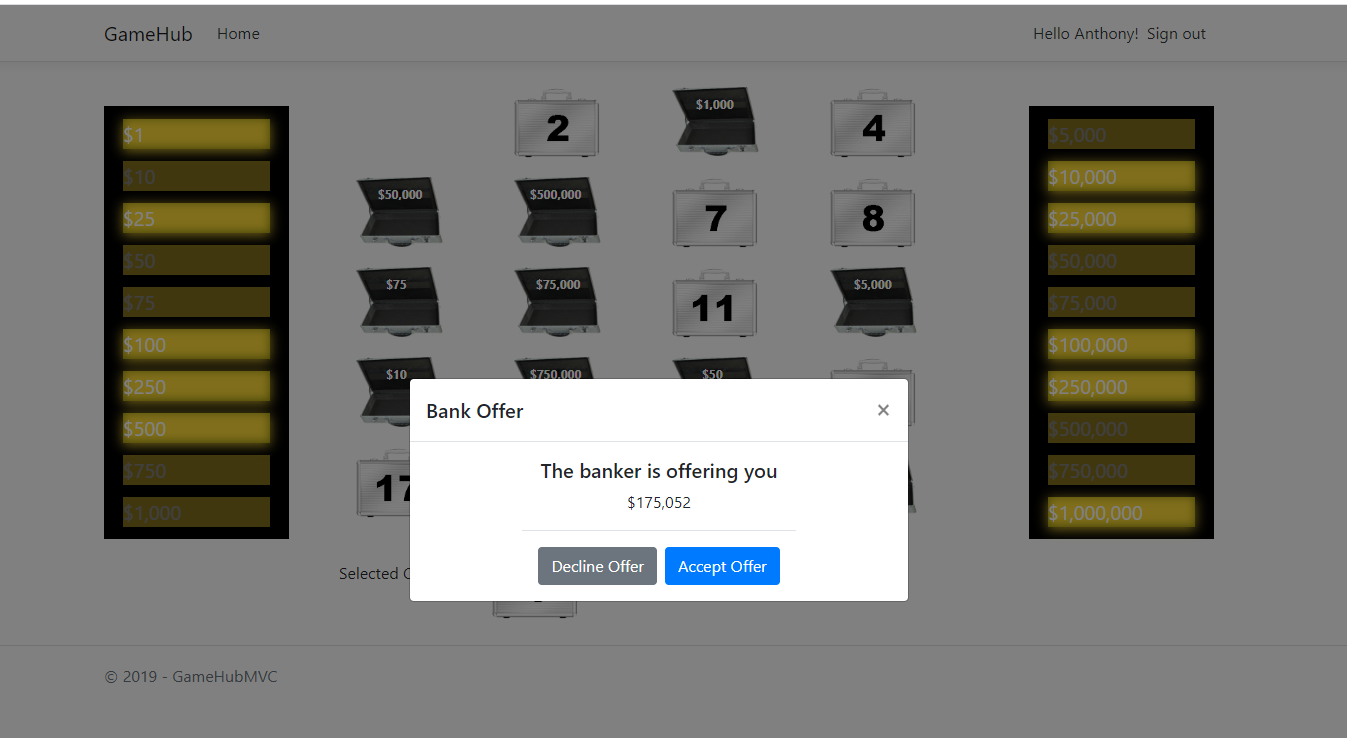 GameHub Home Hello Anthony! Sign out
$1
$10
$25
$50
$75
$100
$250
$500
$750
$1,000
2 $1,000 4
$50,000 $500,000 7 8
$75 $75,000 11 $5,000
$10 $750,000 $50
17
Bank Offer ×
The banker is offering you
$175,052
Decline Offer Accept Offer
Selected
$5,000
$10,000
$25,000
$50,000
$75,000
$100,000
$250,000
$500,000
$750,000
$1,000,000
© 2019 - GameHubMVC